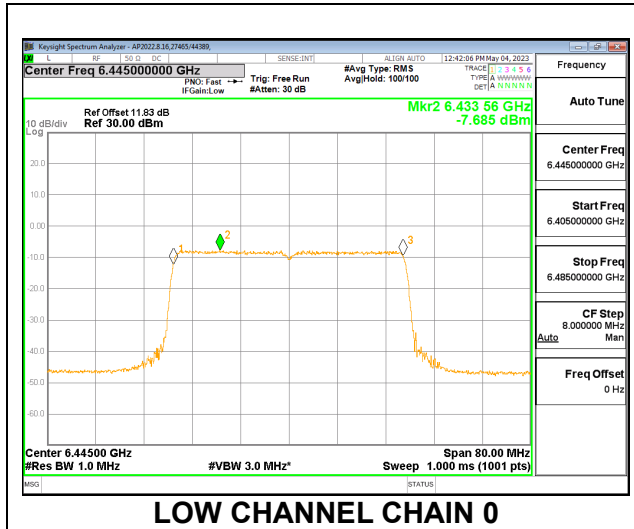 Keysight Spectrum Analyzer - AP2022.8.16,27465/44389,
L RF 50 Ω DC SENSE:INT ALIGN AUTO 12:42:06 PM May 04, 2023
Center Freq 6.445000000 GHz
PNO: Fast
IFGain:Low
Trig: Free Run
#Atten: 30 dB
#Avg Type: RMS
Avg|Hold: 100/100
TRACE 1 2 3 4 5 6
TYPE A WWWWW
DET A N N N N N
Frequency
Auto Tune
Center Freq
6.445000000 GHz
Start Freq
6.405000000 GHz
Stop Freq
6.485000000 GHz
CF Step
8.000000 MHz
Auto Man
Freq Offset
0 Hz
Mkr2 6.433 56 GHz
-7.685 dBm
Ref Offset 11.83 dB
10 dB/div Ref 30.00 dBm
Log
20.0
10.0
0.00
-10.0
-20.0
-30.0
-40.0
-50.0
-60.0
1
2
3
Center 6.44500 GHz Span 80.00 MHz
#Res BW 1.0 MHz #VBW 3.0 MHz* Sweep 1.000 ms (1001 pts)
MSG STATUS
LOW CHANNEL CHAIN 0